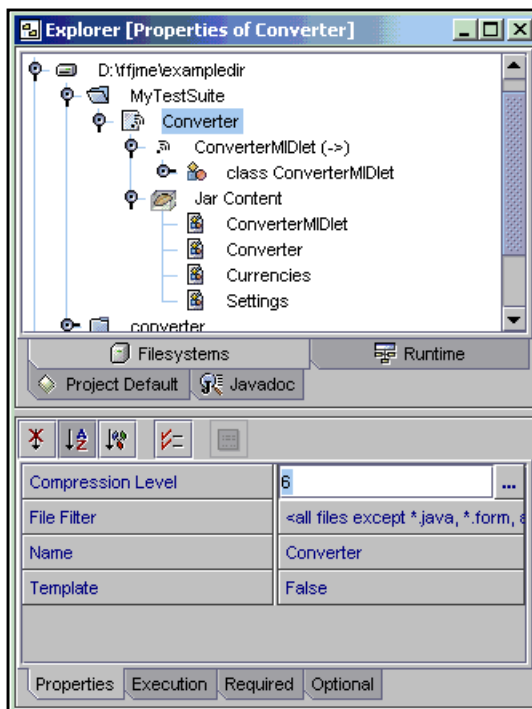 Explorer [Properties of Converter]
D:\ffjme\exampledir
MyTestSuite
Converter
ConverterMIDlet (->)
class ConverterMIDlet
Jar Content
ConverterMIDlet
Converter
Currencies
Settings
converter
Filesystems Runtime
Project Default Javadoc
Compression Level 6 ...
File Filter <all files except *.java, *.form, a
Name Converter
Template False
Properties Execution Required Optional